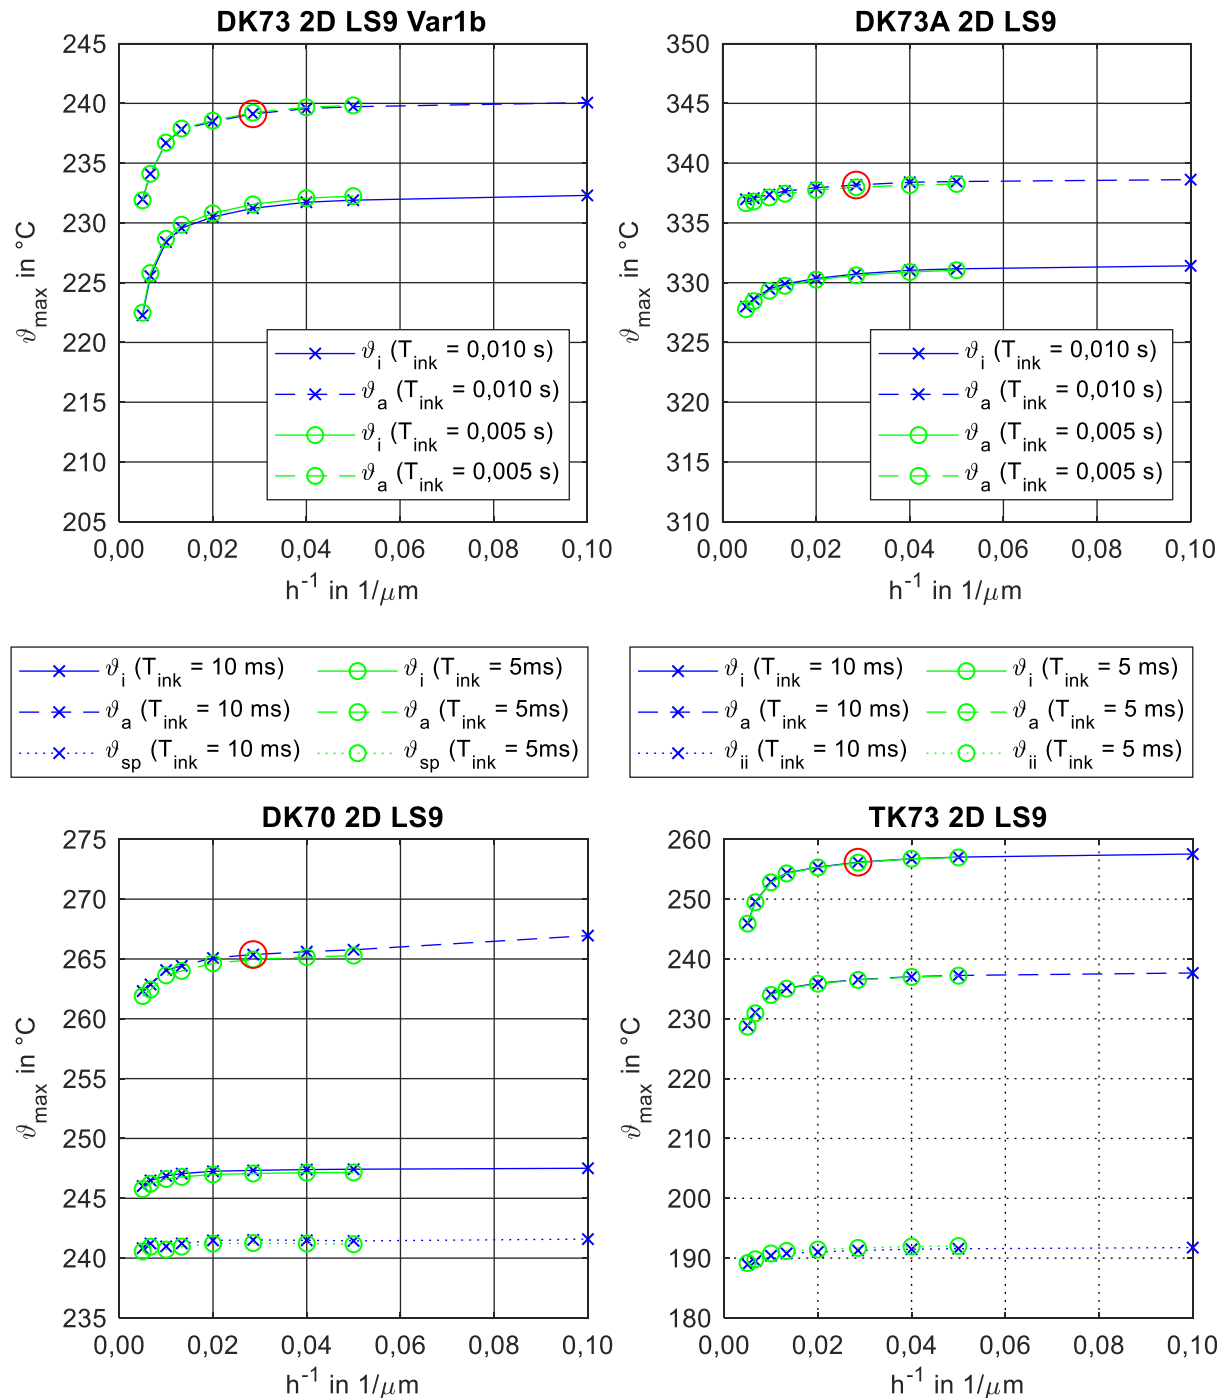 DK73 2D LS9 Var1b
245
240
235
230
225
220
215
210
205
ϑmax in °C
ϑi (Tink = 0,010 s)
ϑa (Tink = 0,010 s)
ϑi (Tink = 0,005 s)
ϑa (Tink = 0,005 s)
0,00 0,02 0,04 0,06 0,08 0,10
h-1 in 1/μm
DK73A 2D LS9
350
345
340
335
330
325
320
315
310
ϑmax in °C
ϑi (Tink = 0,010 s)
ϑa (Tink = 0,010 s)
ϑa (Tink = 0,005 s)
ϑa (Tink = 0,005 s)
0,00 0,02 0,04 0,06 0,08 0,10
h-1 in 1/μm
ϑi (Tink = 10 ms) ϑi (Tink = 5ms)
ϑa (Tink = 10 ms) ϑa (Tink = 5ms)
ϑsp (Tink = 10 ms) ϑsp (Tink = 5ms)
DK70 2D LS9
275
270
265
260
255
250
245
240
235
ϑmax in °C
0,00 0,02 0,04 0,06 0,08 0,10
h-1 in 1/μm
ϑi (Tink = 10 ms) ϑi (Tink = 5 ms)
ϑa (Tink = 10 ms) ϑa (Tink = 5 ms)
ϑii (Tink = 10 ms) ϑii (Tink = 5 ms)
TK73 2D LS9
260
250
240
230
220
210
200
190
180
ϑmax in °C
0,00 0,02 0,04 0,06 0,08 0,10
h-1 in 1/μm